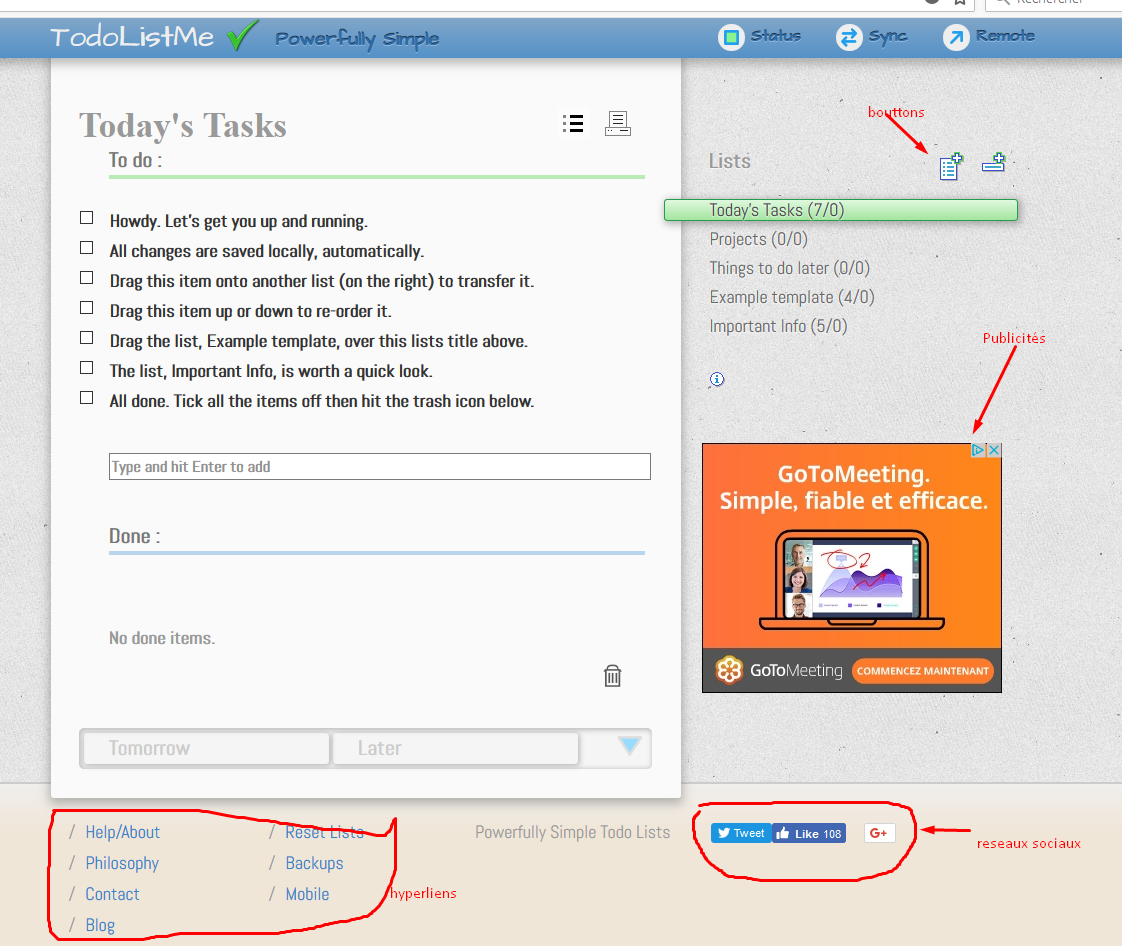 Rechercher
TodoListMe Powerfully Simple Status Sync Remote
Today's Tasks
To do :
Howdy. Let's get you up and running.
All changes are saved locally, automatically.
Drag this item onto another list (on the right) to transfer it.
Drag this item up or down to re-order it.
Drag the list, Example template, over this lists title above.
The list, Important Info, is worth a quick look.
All done. Tick all the items off then hit the trash icon below.
Type and hit Enter to add
Done :
No done items.
Tomorrow Later
bouttons
Lists
Today's Tasks (7/0)
Projects (0/0)
Things to do later (0/0)
Example template (4/0)
Important Info (5/0)
Publicités
GoToMeeting.
Simple, fiable et efficace.
GoToMeeting COMMENCEZ MAINTENANT
/ Help/About / Reset Lists
/ Philosophy / Backups
/ Contact / Mobile
/ Blog
hyperliens
Powerfully Simple Todo Lists
Tweet Like 108 G+
reseaux sociaux